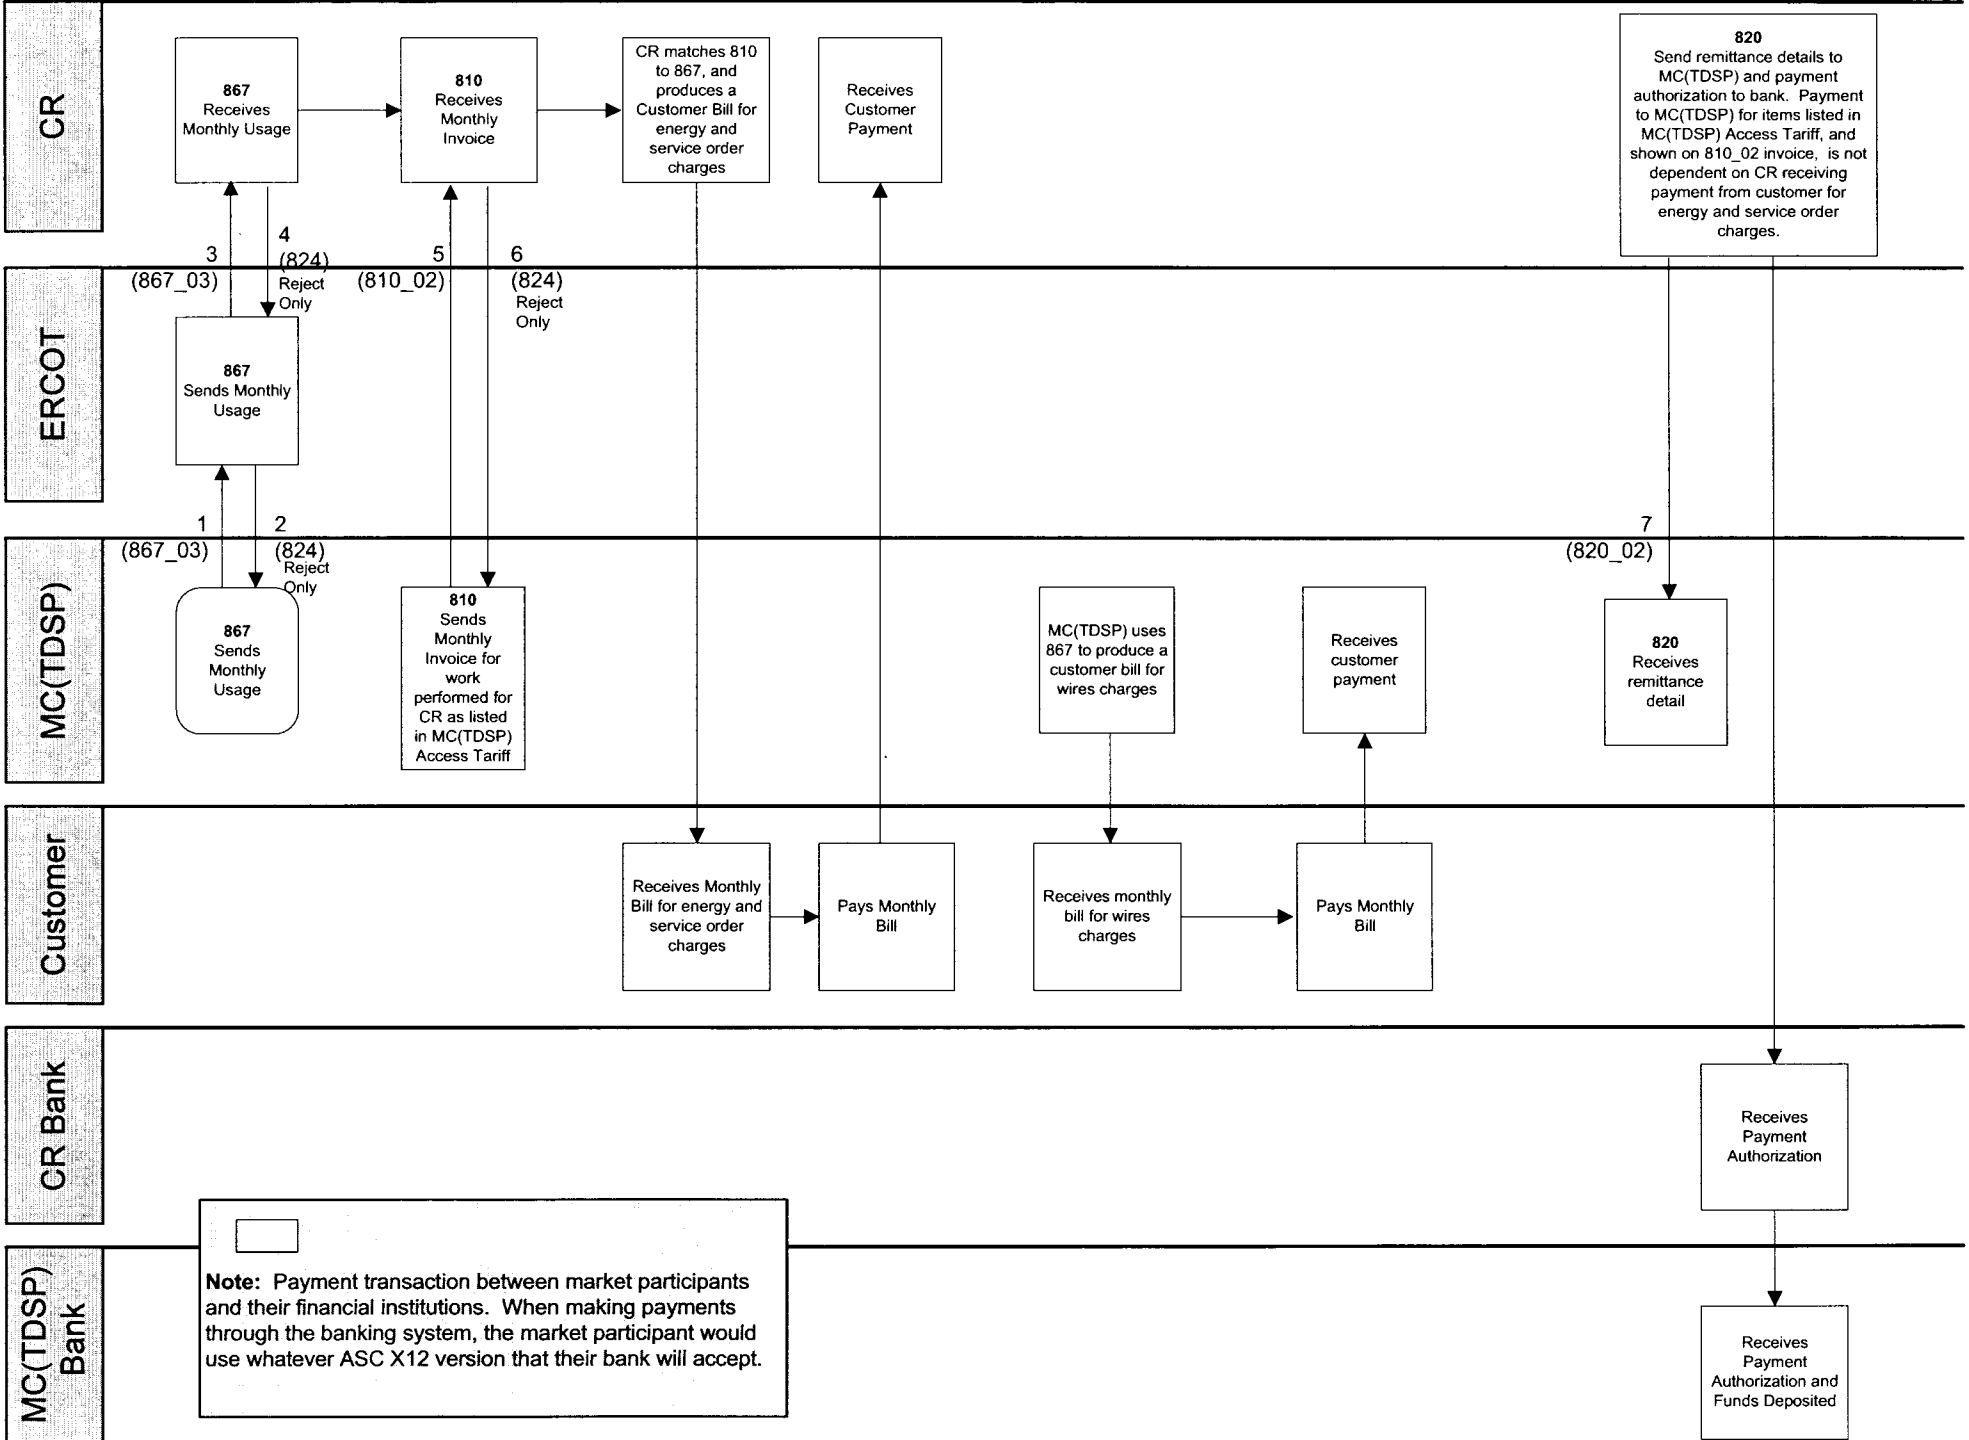 CR
867
Receives
Monthly Usage
810
Receives
Monthly
Invoice
CR matches 810
to 867, and
produces a
Customer Bill for
energy and
service order
charges
Receives
Customer
Payment
820
Send remittance details to
MC(TDSP) and payment
authorization to bank. Payment
to MC(TDSP) for items listed in
MC(TDSP) Access Tariff, and
shown on 810_02 invoice, is not
dependent on CR receiving
payment from customer for
energy and service order
charges.
3
(867_03)
4
(824)
Reject
Only
5
(810_02)
6
(824)
Reject
Only
ERCOT
867
Sends Monthly
Usage
1
(867_03)
2
(824)
Reject
Only
7
(820_02)
MC(TDSP)
867
Sends
Monthly
Usage
810
Sends
Monthly
Invoice for
work
performed for
CR as listed
in MC(TDSP)
Access Tariff
MC(TDSP) uses
867 to produce a
customer bill for
wires charges
Receives
customer
payment
820
Receives
remittance
detail
Customer
Receives Monthly
Bill for energy and
service order
charges
Pays Monthly
Bill
Receives monthly
bill for wires
charges
Pays Monthly
Bill
CR Bank
Receives
Payment
Authorization
MC(TDSP)
Bank
Note: Payment transaction between market participants
and their financial institutions. When making payments
through the banking system, the market participant would
use whatever ASC X12 version that their bank will accept.
Receives
Payment
Authorization and
Funds Deposited